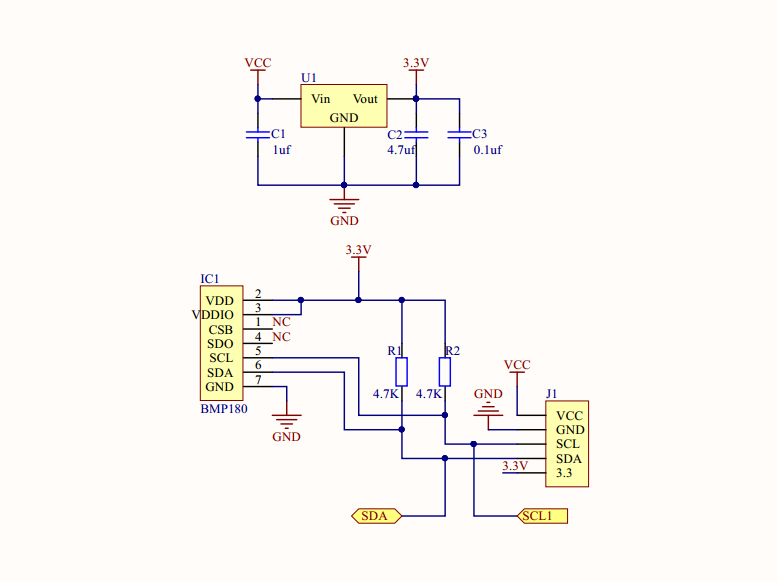 VCC
3.3V
U1
Vin Vout
GND
C1
1uf
C2
4.7uf
C3
0.1uf
GND
3.3V
IC1
VDD 2
VDDIO 3
CSB 1 NC
SDO 4 NC
SCL 5
SDA 6
GND 7
BMP180
GND
R1 R2
4.7K 4.7K
VCC
GND
J1
VCC
GND
SCL
SDA
3.3V 3.3
SDA
SCL1